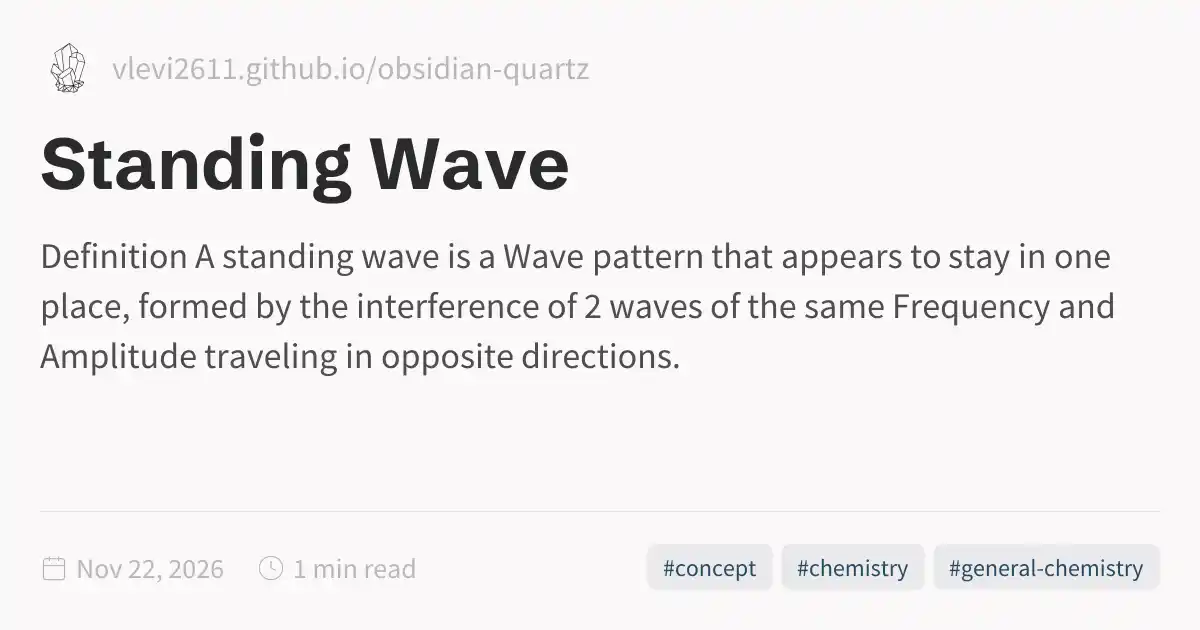 vlevi2611.github.io/obsidian-quartz
Standing Wave
Definition A standing wave is a Wave pattern that appears to stay in one
place, formed by the interference of 2 waves of the same Frequency and
Amplitude traveling in opposite directions.
Nov 22, 2026 1 min read #concept #chemistry #general-chemistry